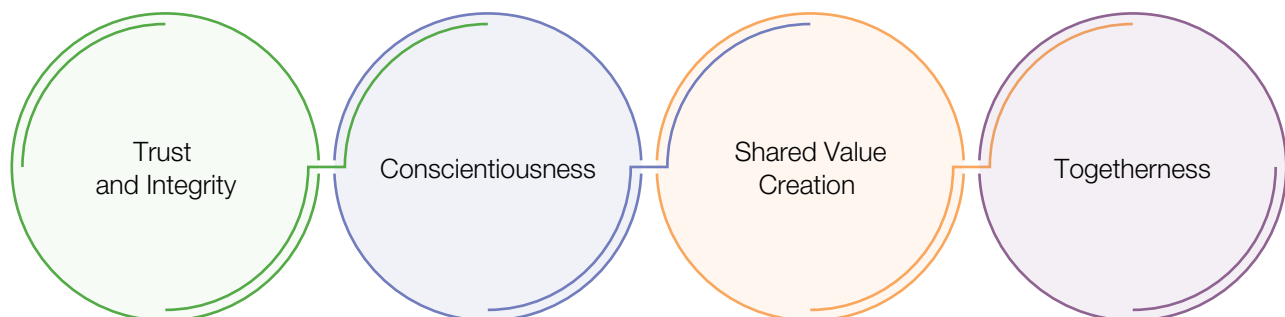 Trust
and Integrity
Conscientiousness
Shared Value
Creation
Togetherness